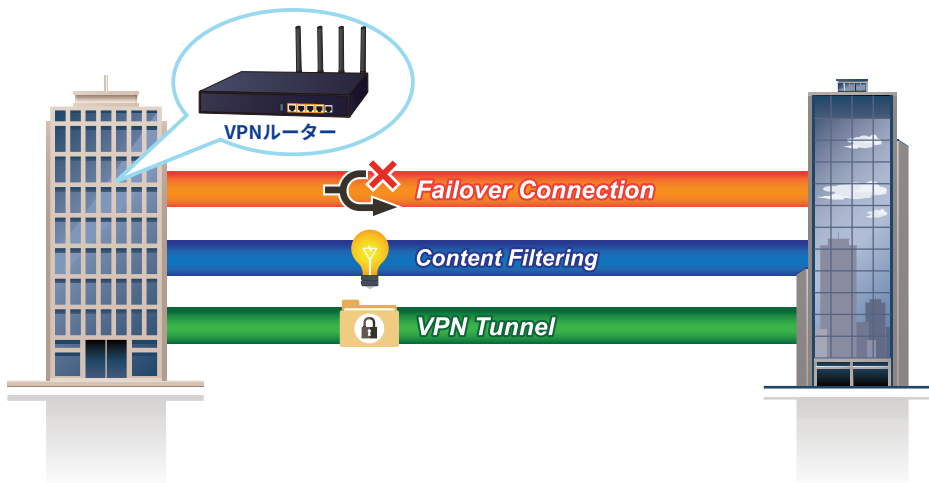 VPNルーター
Failover Connection
Content Filtering
VPN Tunnel